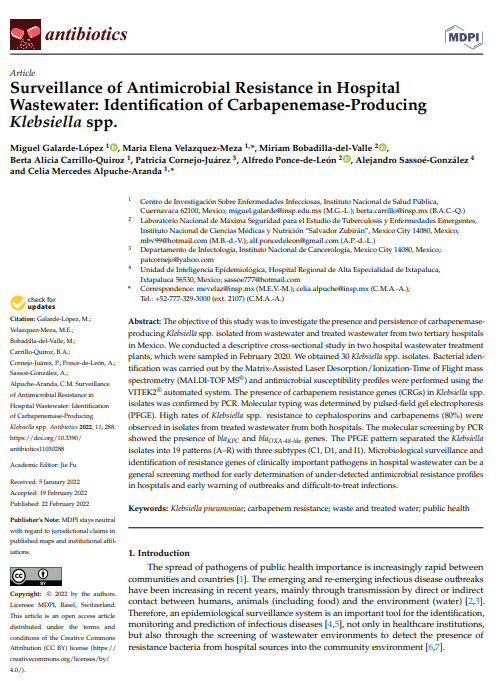 antibiotics
MDPI
Article
Surveillance of Antimicrobial Resistance in Hospital
Wastewater: Identification of Carbapenemase-Producing
Klebsiella spp.
Miguel Galarde-López 1, Maria Elena Velazquez-Meza 1,*, Miriam Bobadilla-del-Valle 2,
Berta Alicia Carrillo-Quiroz 1, Patricia Cornejo-Juárez 3, Alfredo Ponce-de-León 2, Alejandro Sassoé-González 4
and Celia Mercedes Alpuche-Aranda 1,*
1 Centro de Investigación Sobre Enfermedades Infecciosas, Instituto Nacional de Salud Pública,
Cuernavaca 62100, Mexico; miguel.galarde@insp.edu.mx (M.G.-L.); berta.carrillo@insp.mx (B.A.C.-Q.)
2 Laboratorio Nacional de Máxima Seguridad para el Estudio de Tuberculosis y Enfermedades Emergentes,
Instituto Nacional de Ciencias Médicas y Nutrición "Salvador Zubirán", Mexico City 14080, Mexico;
mbv99@hotmail.com (M.B.-d.-V.); alf.poncedeleon@gmail.com (A.P.-d.-L.)
3 Departamento de Infectología, Instituto Nacional de Cancerología, Mexico City 14080, Mexico;
patcornejo@yahoo.com
4 Unidad de Inteligencia Epidemiológica, Hospital Regional de Alta Especialidad de Ixtapaluca,
Ixtapaluca 56530, Mexico; sassoe777@hotmail.com
* Correspondence: mevelaz@insp.mx (M.E.V.-M.); celia.alpuche@insp.mx (C.M.A.-A.);
Tel.: +52-777-329-3000 (ext. 2107) (C.M.A.-A.)
check for
updates
Citation: Galarde-López, M.;
Velazquez-Meza, M.E.;
Bobadilla-del-Valle, M.;
Carrillo-Quiroz, B.A.;
Cornejo-Juárez, P.; Ponce-de-León, A.;
Sassoé-González, A.;
Alpuche-Aranda, C.M. Surveillance
of Antimicrobial Resistance in
Hospital Wastewater: Identification
of Carbapenemase-Producing
Klebsiella spp. Antibiotics 2022, 11, 288.
https://doi.org/10.3390/
antibiotics11030288
Academic Editor: Jie Fu
Received: 5 January 2022
Accepted: 19 February 2022
Published: 22 February 2022
Publisher's Note: MDPI stays neutral
with regard to jurisdictional claims in
published maps and institutional affil-
iations.
CC BY
Copyright: © 2022 by the authors.
Licensee MDPI, Basel, Switzerland.
This article is an open access article
distributed under the terms and
conditions of the Creative Commons
Attribution (CC BY) license (https://
creativecommons.org/licenses/by/
4.0/).
Abstract: The objective of this study was to investigate the presence and persistence of carbapenemase-
producing Klebsiella spp. isolated from wastewater and treated wastewater from two tertiary hospitals
in Mexico. We conducted a descriptive cross-sectional study in two hospital wastewater treatment
plants, which were sampled in February 2020. We obtained 30 Klebsiella spp. isolates. Bacterial iden-
tification was carried out by the Matrix-Assisted Laser Desorption/Ionization-Time of Flight mass
spectrometry (MALDI-TOF MS®) and antimicrobial susceptibility profiles were performed using the
VITEK2® automated system. The presence of carbapenem resistance genes (CRGs) in Klebsiella spp.
isolates was confirmed by PCR. Molecular typing was determined by pulsed-field gel electrophoresis
(PFGE). High rates of Klebsiella spp. resistance to cephalosporins and carbapenems (80%) were
observed in isolates from treated wastewater from both hospitals. The molecular screening by PCR
showed the presence of blaKPC and blaOXA-48-like genes. The PFGE pattern separated the Klebsiella
isolates into 19 patterns (A–R) with three subtypes (C1, D1, and I1). Microbiological surveillance and
identification of resistance genes of clinically important pathogens in hospital wastewater can be a
general screening method for early determination of under-detected antimicrobial resistance profiles
in hospitals and early warning of outbreaks and difficult-to-treat infections.
Keywords: Klebsiella pneumoniae; carbapenem resistance; waste and treated water; public health
1. Introduction
The spread of pathogens of public health importance is increasingly rapid between
communities and countries [1]. The emerging and re-emerging infectious disease outbreaks
have been increasing in recent years, mainly through transmission by direct or indirect
contact between humans, animals (including food) and the environment (water) [2,3].
Therefore, an epidemiological surveillance system is an important tool for the identification,
monitoring and prediction of infectious diseases [4,5], not only in healthcare institutions,
but also through the screening of wastewater environments to detect the presence of
resistance bacteria from hospital sources into the community environment [6,7].